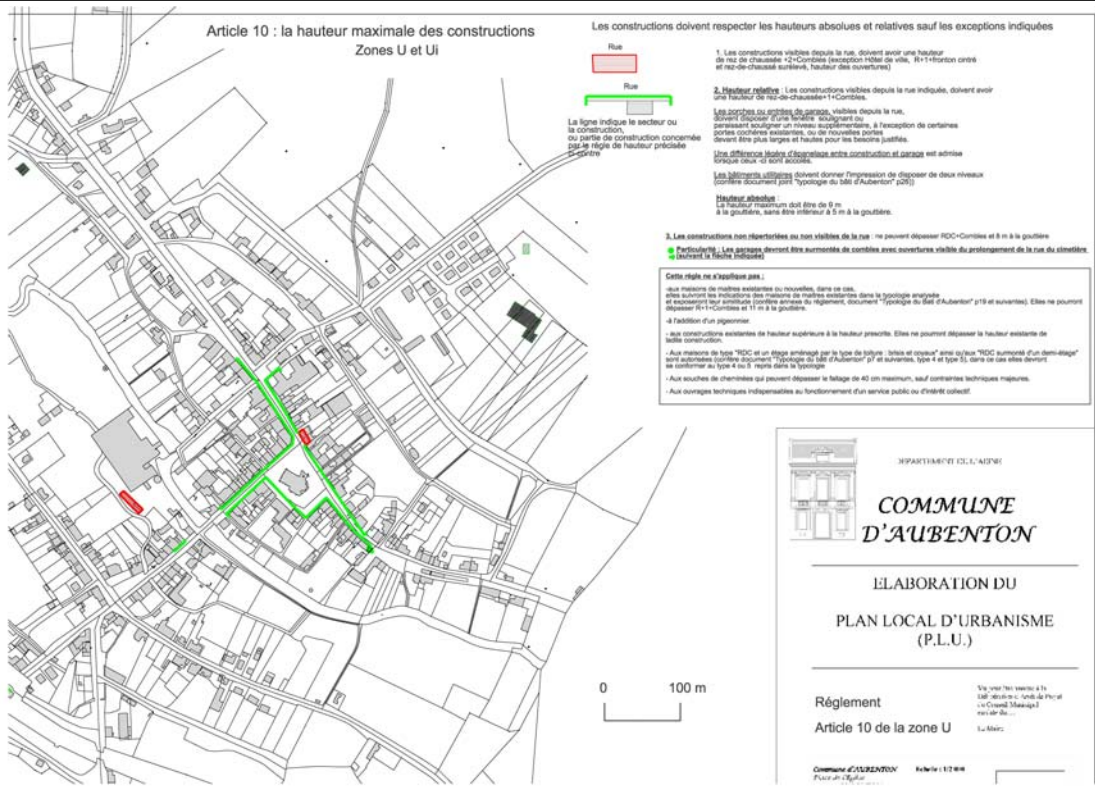 Article 10 : la hauteur maximale des constructions
Zones U et Ui
Les constructions doivent respecter les hauteurs absolues et relatives sauf les exceptions indiquées
Rue
Rue
La ligne indique le secteur ou
la construction,
ou partie de construction concernée
par le régle de hauteur précisée
ci-contre
1. Les constructions visibles depuis la rue, doivent avoir une hauteur
de rez de chaussée +2+Combles (exception Hôtel de ville, R+1+fronton cintré
et rez-de-chaussé surélevé, hauteur des ouvertures)
2. Hauteur relative : Les constructions visibles depuis la rue indiquée, doivent avoir
une hauteur de rez-de-chaussée+1+Combles.
Les porches ou entrées de garage, visibles depuis la rue,
doivent disposer d'une fenêtre soulignant ou
paraissant souligner un niveau supplémentaire, à l'exception de certaines
portes cochères existantes, ou de nouvelles portes
devant être plus larges et hautes pour les besoins justifiés.
Une différence légère d'épanelage entre construction et garage est admise
lorsque ceux -ci sont accolés.
Les bâtiments utilitaires doivent donner l'impression de disposer de deux niveaux
(confère document joint "typologie du bâti d'Aubenton" p26))
Hauteur absolue :
La hauteur maximum doit être de 9 m
à la gouttière, sans être inférieur à 5 m à la gouttière.
3. Les constructions non répertoriées ou non visibles de la rue : ne peuvent dépasser RDC+Combles et 8 m à la gouttière
Particularité : Les garages devront être surmontés de combles avec ouvertures visible du prolongement de la rue du cimetière
(suivant la flèche indiquée)
Cette règle ne s'applique pas :
-aux maisons de maîtres existantes ou nouvelles, dans ce cas,
elles suivront les indications des maisons de maîtres existantes dans la typologie analysée
et exposeront leur similitude (confère annexe du règlement, document "Typologie du Bâti d'Aubenton" p19 et suivantes). Elles ne pourront
dépasser R+1+Combles et 11 m à la gouttière.
-à l'addition d'un pigeonnier.
- aux constructions existantes de hauteur supérieure à la hauteur prescrite. Elles ne pourront dépasser la hauteur existante de
ladite construction.
- Aux maisons de type "RDC et un étage aménagé par le type de toiture : brisis et coyaux" ainsi qu'aux "RDC surmonté d'un demi-étage"
sont autorisées (confère document "Typologie du bâti d'Aubenton" p7 et suivantes, type 4 et type 5), dans ce cas elles devront
se conformer au type 4 ou 5 repris dans la typologie
- Aux souches de cheminées qui peuvent dépasser le faitage de 40 cm maximum, sauf contraintes techniques majeures.
- Aux ouvrages techniques indispensables au fonctionnement d'un service public ou d'intérêt collectif.
0 100 m
DEPARTEMENT DE L'AISNE
COMMUNE
D'AUBENTON
ELABORATION DU
PLAN LOCAL D'URBANISME
(P.L.U.)
Réglement
Article 10 de la zone U
du Conseil Municipal
Le Maire
Commune d'AUBENTON
Place de l'Eglise